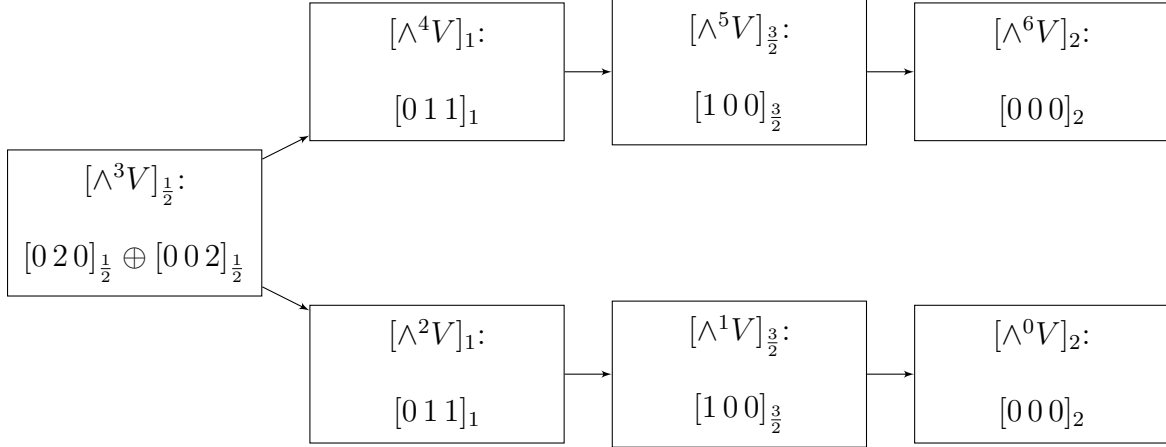 [∧⁴V]₁:
[0 1 1]₁
[∧⁵V]_{3/2}:
[1 0 0]_{3/2}
[∧⁶V]₂:
[0 0 0]₂
[∧³V]_{1/2}:
[0 2 0]_{1/2} ⊕ [0 0 2]_{1/2}
[∧²V]₁:
[0 1 1]₁
[∧¹V]_{3/2}:
[1 0 0]_{3/2}
[∧⁰V]₂:
[0 0 0]₂